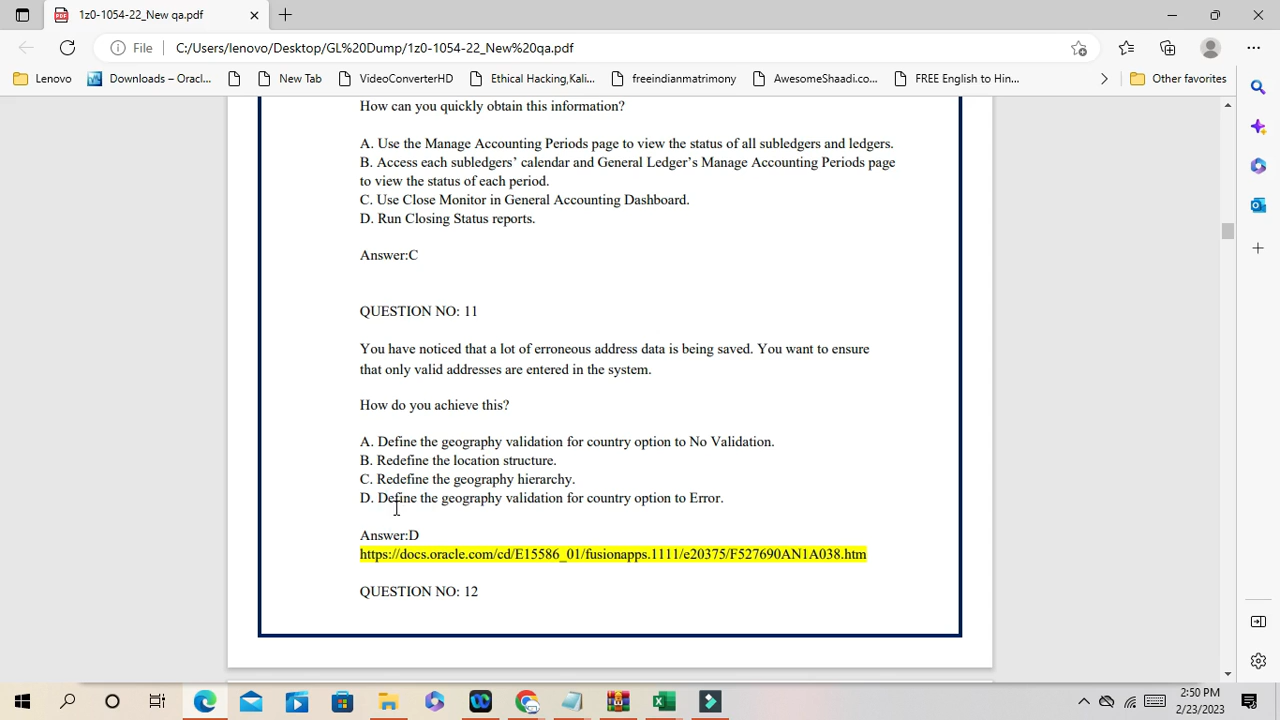 1z0-1054-22_New qa.pdf
File
C:/Users/lenovo/Desktop/GL%20Dump/1z0-1054-22_New%20qa.pdf
Lenovo
Downloads – Oracl...
New Tab
VideoConverterHD
Ethical Hacking,Kali...
freeindianmatrimony
AwesomeShaadi.co...
FREE English to Hin...
Other favorites
How can you quickly obtain this information?
A. Use the Manage Accounting Periods page to view the status of all subledgers and ledgers.
B. Access each subledgers’ calendar and General Ledger’s Manage Accounting Periods page
to view the status of each period.
C. Use Close Monitor in General Accounting Dashboard.
D. Run Closing Status reports.
Answer:C
QUESTION NO: 11
You have noticed that a lot of erroneous address data is being saved. You want to ensure
that only valid addresses are entered in the system.
How do you achieve this?
A. Define the geography validation for country option to No Validation.
B. Redefine the location structure.
C. Redefine the geography hierarchy.
D. Define the geography validation for country option to Error.
Answer:D
https://docs.oracle.com/cd/E15586_01/fusionapps.1111/e20375/F527690AN1A038.htm
QUESTION NO: 12
2:50 PM
2/23/2023